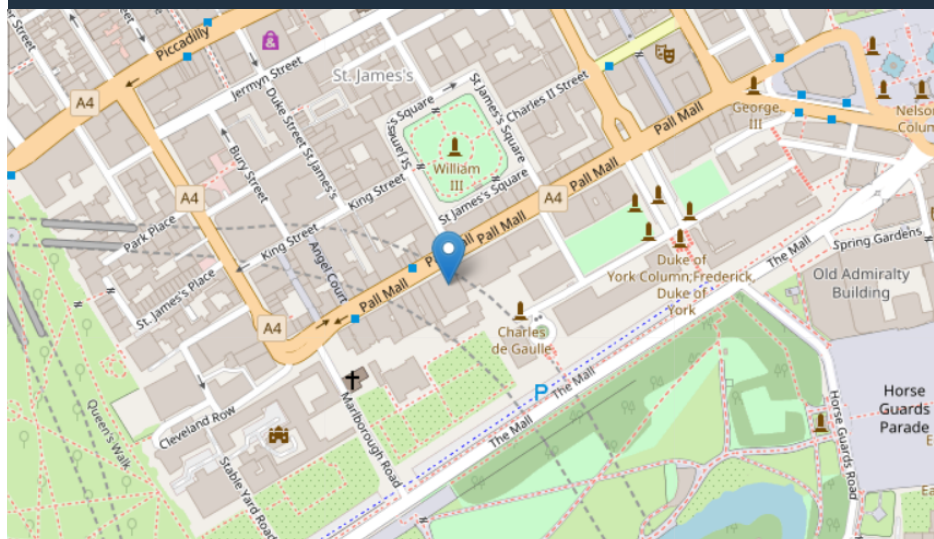 Piccadilly
A4
Jermyn Street
St. James's
Duke Street St James's
Bury Street
St James's Square
St James's Square
Charles II Street
William
III
St James's Square
King Street
King Street
A4
A4
Pall Mall
Pall Mall
Pall Mall
Pall Mall
George
III
Park Place
St. James's Place
Angel Court
A4
Charles
de Gaulle
Duke of
York Column;Frederick,
Duke of
York
The Mall
Spring Gardens
Old Admiralty
Building
Cleveland Row
Queen's Walk
Stable Yard Road
Marlborough Road
P
The Mall
The Mall
Horse
Guards
Parade
Horse Guards Road